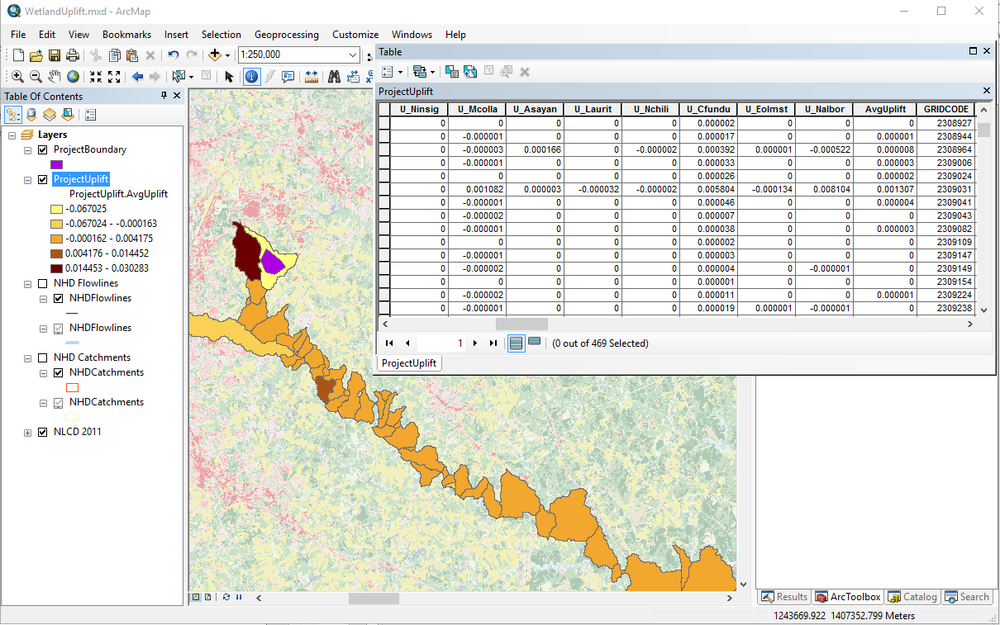 WetlandUplift.mxd - ArcMap
File Edit View Bookmarks Insert Selection Geoprocessing Customize Windows Help
1:250,000
Table
Table Of Contents
ProjectUplift
Layers
ProjectBoundary
ProjectUplift
ProjectUplift.AvgUplift
-0.067025
-0.067024 - -0.000163
-0.000162 - 0.004175
0.004176 - 0.014452
0.014453 - 0.030283
NHD Flowlines
NHDFlowlines
NHDFlowlines
NHD Catchments
NHDCatchments
NHDCatchments
NLCD 2011
U_Ninsig U_Mcolla U_Asayan U_Laurit U_Nchili U_Cfundu U_Eolmst U_Nalbor AvgUplift GRIDCODE
0 0 0 0 0 0.000002 0 0 0 2308927
0 -0.000001 0 0 0 0.000017 0 0 0.000001 2308944
0 -0.000003 0.000166 0 -0.000002 0.000392 0.000001 -0.000522 0.000008 2308964
0 -0.000001 0 0 0 0.000033 0 0 0.000002 2309006
0 0 0 0 0 0.000026 0 0 0.000002 2309024
0 0.001082 0.000003 -0.000032 -0.000002 0.005804 -0.000134 0.008104 0.001307 2309031
0 -0.000001 0 0 0 0.000046 0 0 0.000004 2309041
0 -0.000002 0 0 0 0.000007 0 0 0 2309043
0 -0.000001 0 0 0 0.000038 0 0 0.000003 2309082
0 0 0 0 0 0.000002 0 0 0 2309109
0 -0.000001 0 0 0 0.000003 0 0 0 2309147
0 -0.000002 0 0 0 0.000004 0 -0.000001 0 2309149
0 0 0 0 0 0.000001 0 0 0 2309154
0 -0.000002 0 0 0 0.000011 0 0 0.000001 2309224
0 -0.000001 0 0 0 0.000019 0.000001 -0.000001 0 2309238
1 (0 out of 469 Selected)
ProjectUplift
Results ArcToolbox Catalog Search
1243669.922 1407352.799 Meters